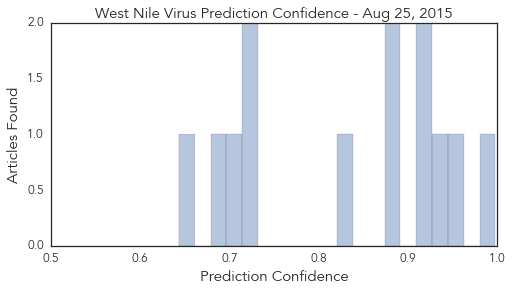 West Nile Virus Prediction Confidence - Aug 25, 2015
2.0
1.5
1.0
0.5
0.0
Articles Found
0.5 0.6 0.7 0.8 0.9 1.0
Prediction Confidence